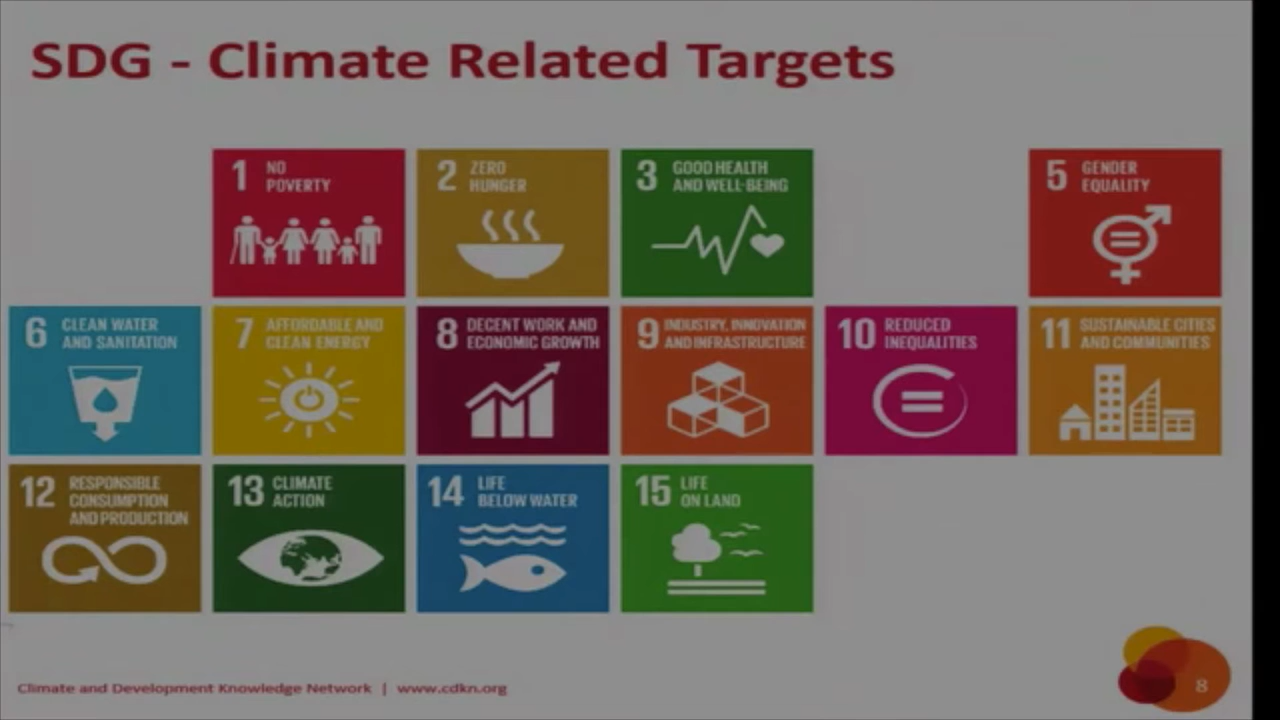 SDG - Climate Related Targets
1 NO
POVERTY
2 ZERO
HUNGER
3 GOOD HEALTH
AND WELL-BEING
5 GENDER
EQUALITY
6 CLEAN WATER
AND SANITATION
7 AFFORDABLE AND
CLEAN ENERGY
8 DECENT WORK AND
ECONOMIC GROWTH
9 INDUSTRY, INNOVATION
AND INFRASTRUCTURE
10 REDUCED
INEQUALITIES
11 SUSTAINABLE CITIES
AND COMMUNITIES
12 RESPONSIBLE
CONSUMPTION
AND PRODUCTION
13 CLIMATE
ACTION
14 LIFE
BELOW WATER
15 LIFE
ON LAND
Climate and Development Knowledge Network | www.cdkn.org
8